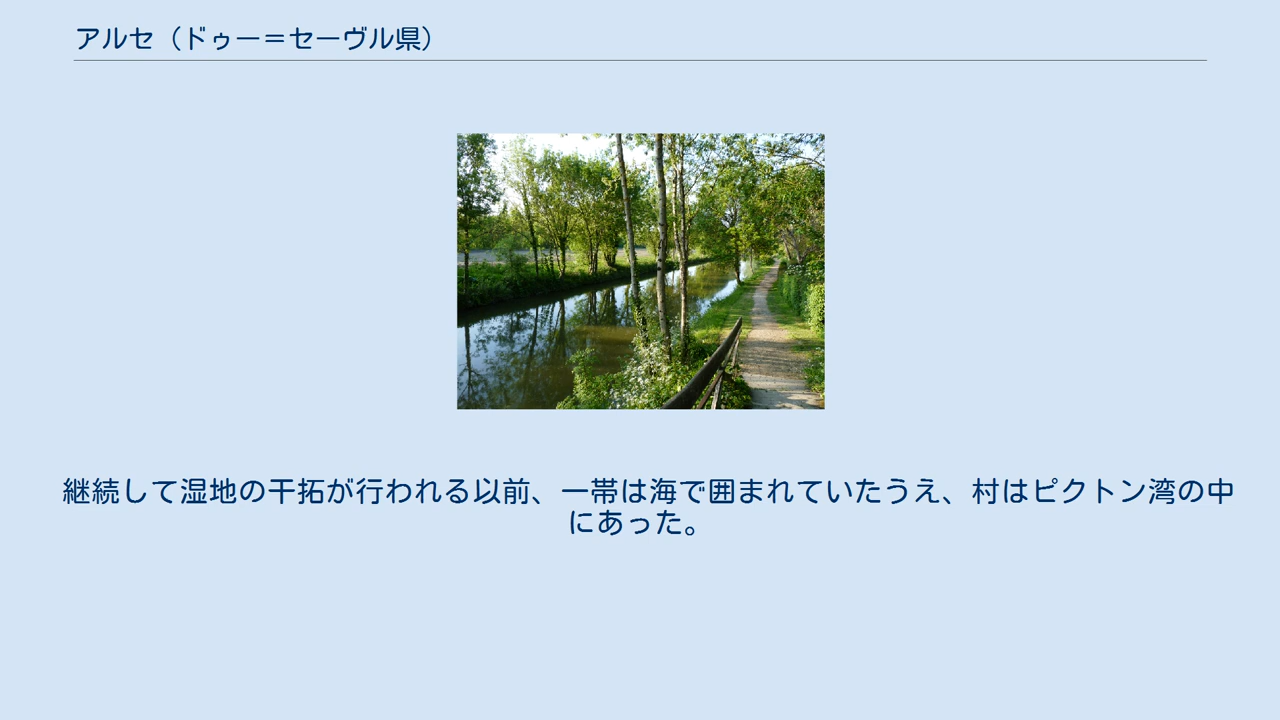 アルセ（ドゥー＝セーヴル県）
継続して湿地の干拓が行われる以前、一帯は海で囲まれていたうえ、村はピクトン湾の中
にあった。